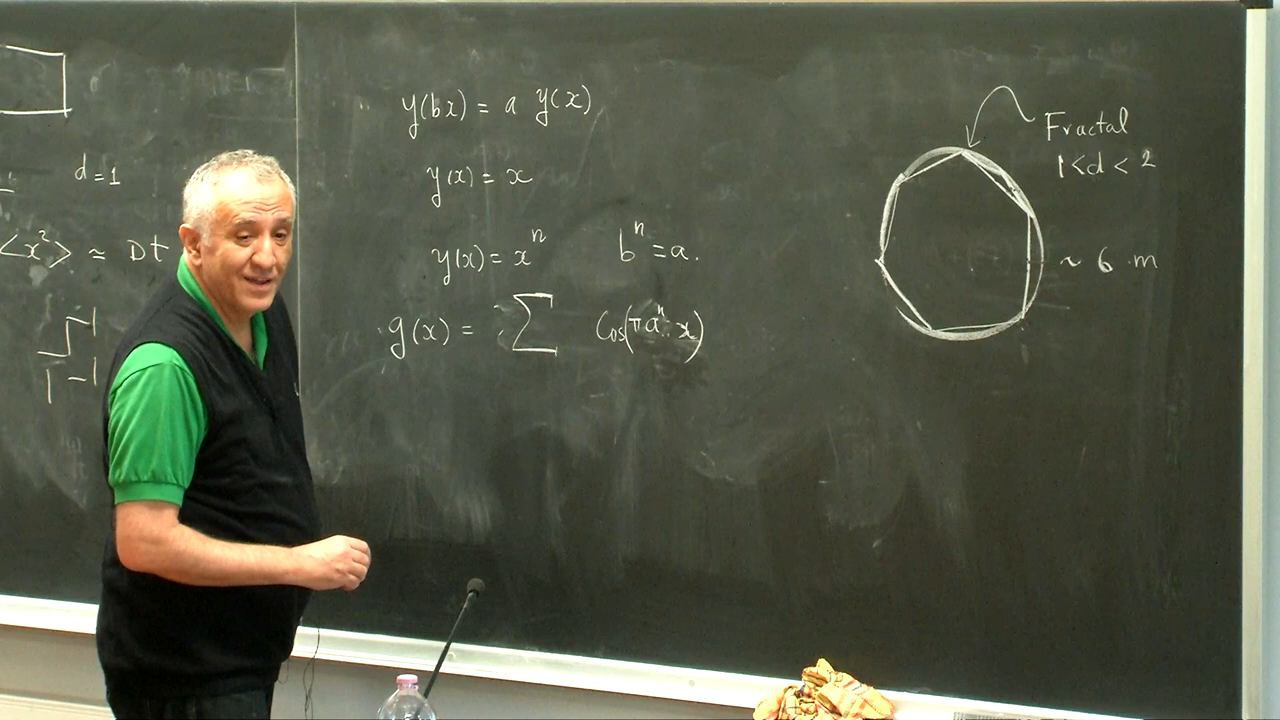 d=1
<x²> ≈ Dt
y(bx) = a y(x)
y(x) = x
y(x) = xⁿ bⁿ = a.
g(x) = Σ Cos(πaⁿ x)
Fractal
1<d<2
~ 6 m